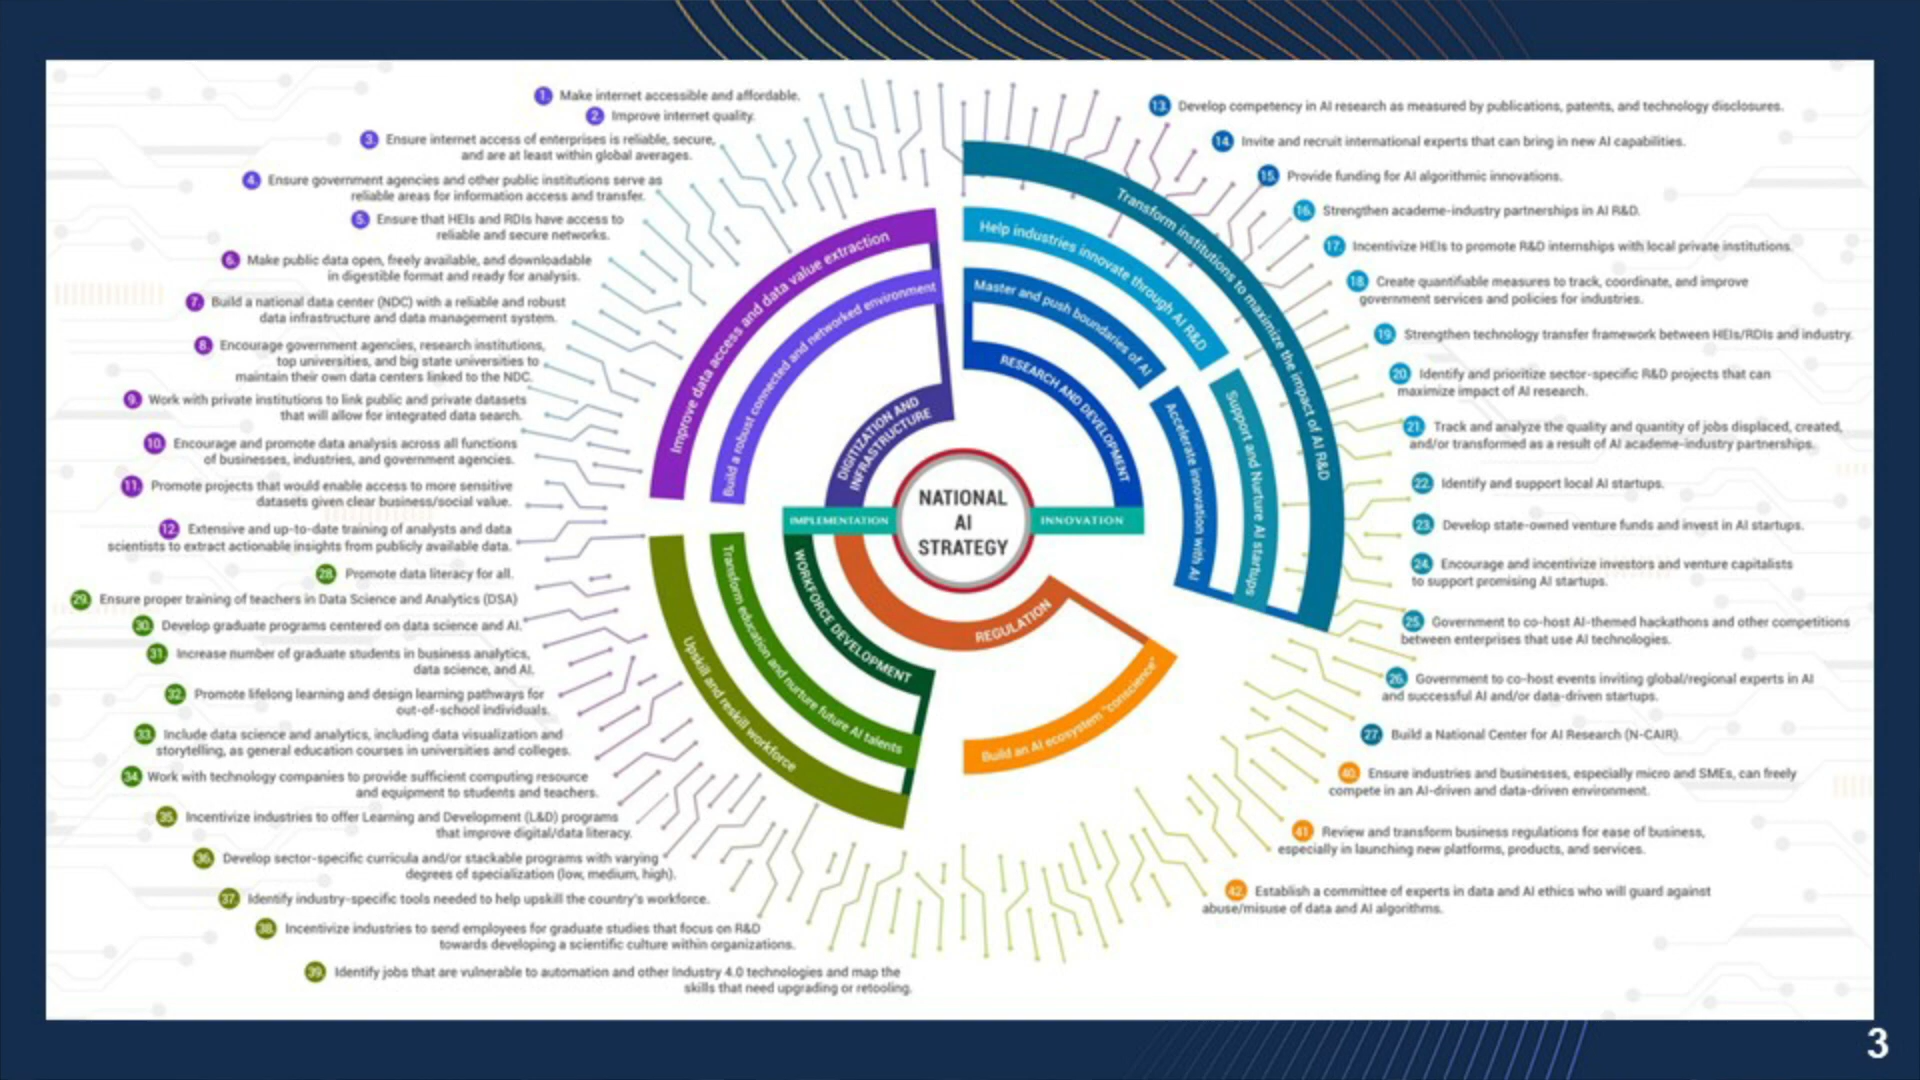 1. Make internet accessible and affordable.
2. Improve internet quality.
3. Ensure internet access of enterprises is reliable, secure,
and are at least within global averages.
4. Ensure government agencies and other public institutions serve as
reliable areas for information access and transfer.
5. Ensure that HEIs and RDIs have access to
reliable and secure networks.
6. Make public data open, freely available, and downloadable
in digestible format and ready for analysis.
7. Build a national data center (NDC) with a reliable and robust
data infrastructure and data management system.
8. Encourage government agencies, research institutions,
top universities, and big state universities to
maintain their own data centers linked to the NDC.
9. Work with private institutions to link public and private datasets
that will allow for integrated data search.
10. Encourage and promote data analysis across all functions
of businesses, industries, and government agencies.
11. Promote projects that would enable access to more sensitive
datasets given clear business/social value.
12. Extensive and up-to-date training of analysts and data
scientists to extract actionable insights from publicly available data.
28. Promote data literacy for all.
29. Ensure proper training of teachers in Data Science and Analytics (DSA)
30. Develop graduate programs centered on data science and AI.
31. Increase number of graduate students in business analytics,
data science, and AI.
32. Promote lifelong learning and design learning pathways for
out-of-school individuals.
33. Include data science and analytics, including data visualization and
storytelling, as general education courses in universities and colleges.
34. Work with technology companies to provide sufficient computing resource
and equipment to students and teachers.
35. Incentivize industries to offer Learning and Development (L&D) programs
that improve digital/data literacy.
36. Develop sector-specific curricula and/or stackable programs with varying
degrees of specialization (low, medium, high).
37. Identify industry-specific tools needed to help upskill the country's workforce.
38. Incentivize industries to send employees for graduate studies that focus on R&D
towards developing a scientific culture within organizations.
39. Identify jobs that are vulnerable to automation and other Industry 4.0 technologies and map the
skills that need upgrading or retooling.
Improve data access and data value extraction
Build a robust connected and networked environment
DIGITIZATION AND
INFRASTRUCTURE
Transform institutions to maximize the impact of AI R&D
Help industries innovate through AI R&D
Master and push boundaries of AI
RESEARCH AND DEVELOPMENT
Accelerate innovation with AI
Support and Nurture AI startups
IMPLEMENTATION
NATIONAL
AI
STRATEGY
INNOVATION
WORKFORCE DEVELOPMENT
Transform education and nurture future AI talents
Upskill and reskill workforce
REGULATION
Build an AI ecosystem "conscience"
13. Develop competency in AI research as measured by publications, patents, and technology disclosures.
14. Invite and recruit international experts that can bring in new AI capabilities.
15. Provide funding for AI algorithmic innovations.
16. Strengthen academe-industry partnerships in AI R&D.
17. Incentivize HEIs to promote R&D internships with local private institutions.
18. Create quantifiable measures to track, coordinate, and improve
government services and policies for industries.
19. Strengthen technology transfer framework between HEIs/RDIs and industry.
20. Identify and prioritize sector-specific R&D projects that can
maximize impact of AI research.
21. Track and analyze the quality and quantity of jobs displaced, created,
and/or transformed as a result of AI academe-industry partnerships.
22. Identify and support local AI startups.
23. Develop state-owned venture funds and invest in AI startups.
24. Encourage and incentivize investors and venture capitalists
to support promising AI startups.
25. Government to co-host AI-themed hackathons and other competitions
between enterprises that use AI technologies.
26. Government to co-host events inviting global/regional experts in AI
and successful AI and/or data-driven startups.
27. Build a National Center for AI Research (N-CAIR).
40. Ensure industries and businesses, especially micro and SMEs, can freely
compete in an AI-driven and data-driven environment.
41. Review and transform business regulations for ease of business,
especially in launching new platforms, products, and services.
42. Establish a committee of experts in data and AI ethics who will guard against
abuse/misuse of data and AI algorithms.
3